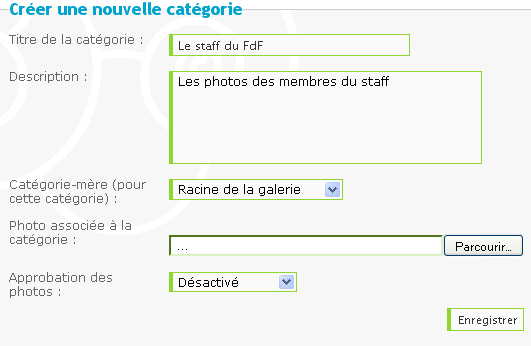 Créer une nouvelle catégorie
Titre de la catégorie :
Le staff du FdF
Description :
Les photos des membres du staff
Catégorie-mère (pour
cette catégorie) :
Racine de la galerie
Photo associée à la
catégorie :
...
Parcourir...
Approbation des
photos :
Désactivé
Enregistrer